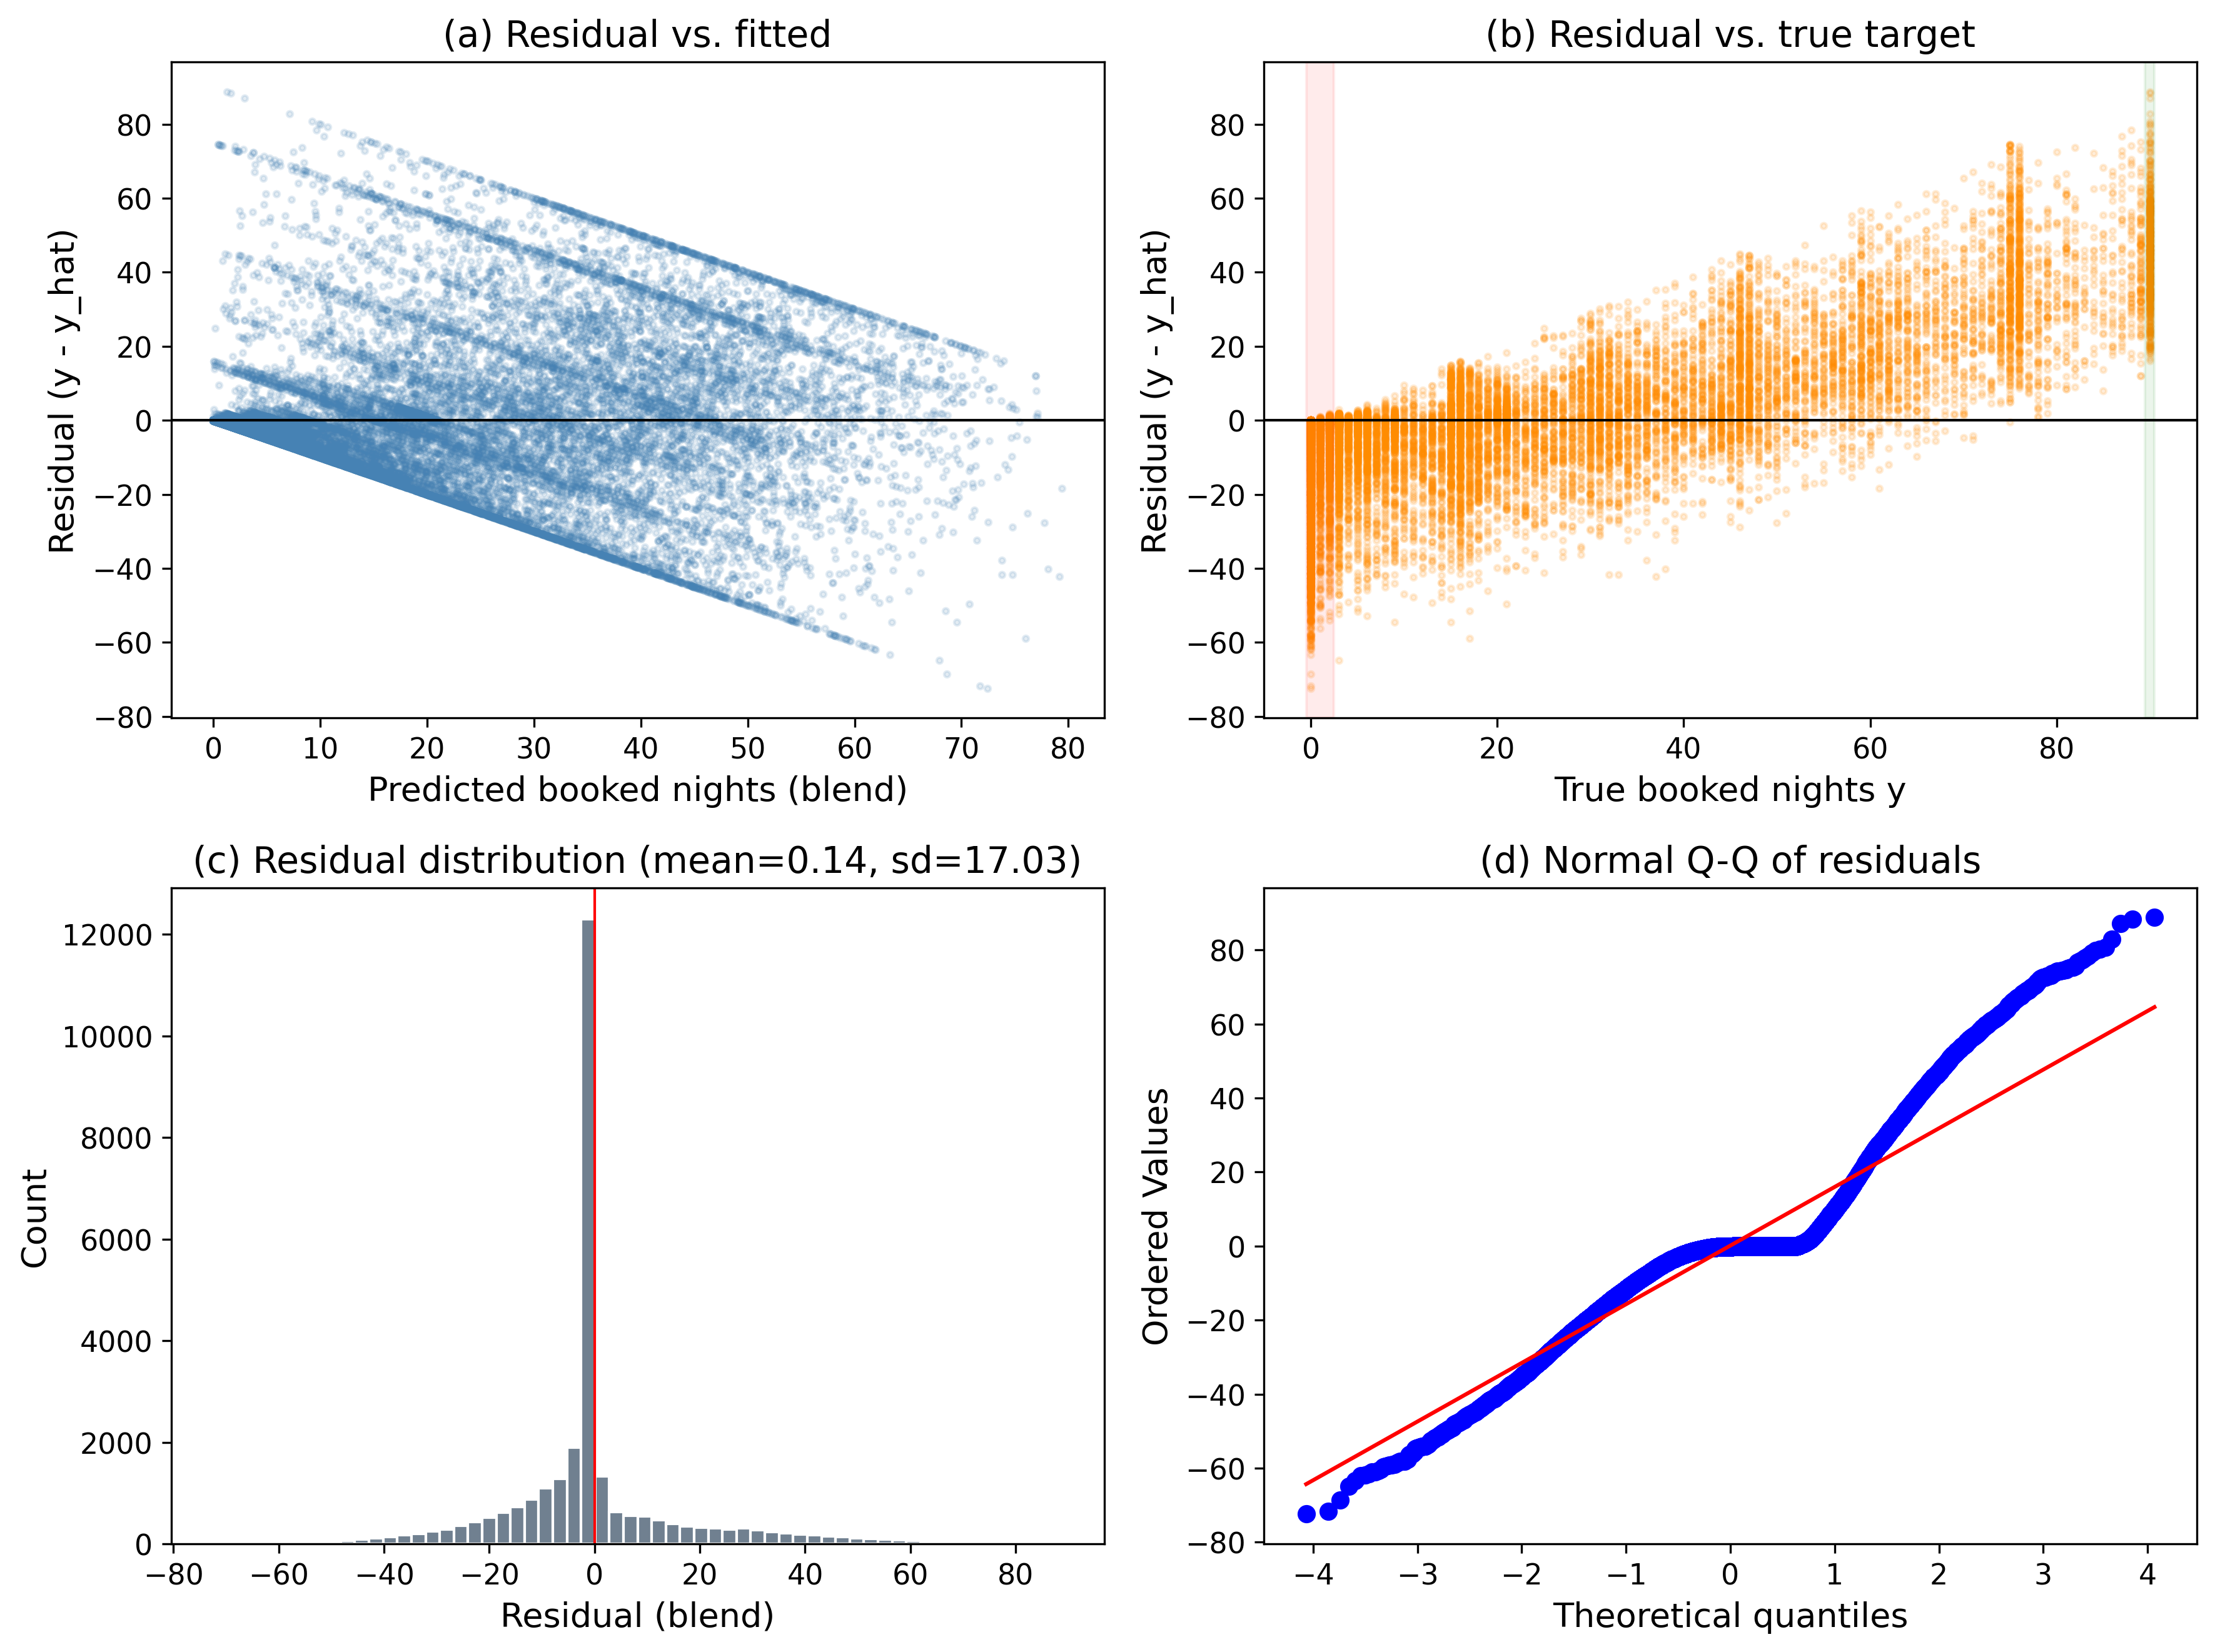 (a) Residual vs. fitted
Residual (y - y_hat)
80
60
40
20
0
−20
−40
−60
−80
0 10 20 30 40 50 60 70 80
Predicted booked nights (blend)
(b) Residual vs. true target
Residual (y - y_hat)
80
60
40
20
0
−20
−40
−60
−80
0 20 40 60 80
True booked nights y
(c) Residual distribution (mean=0.14, sd=17.03)
Count
12000
10000
8000
6000
4000
2000
0
−80 −60 −40 −20 0 20 40 60 80
Residual (blend)
(d) Normal Q-Q of residuals
Ordered Values
80
60
40
20
0
−20
−40
−60
−80
−4 −3 −2 −1 0 1 2 3 4
Theoretical quantiles